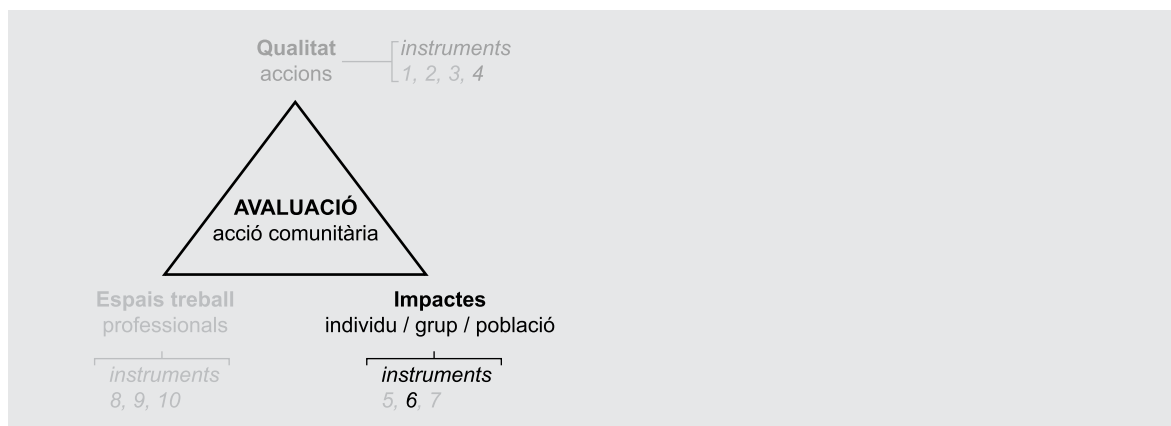 Qualitat
accions
instruments
1, 2, 3, 4
AVALUACIÓ
acció comunitària
Espais treball
professionals
instruments
8, 9, 10
Impactes
individu / grup / població
instruments
5, 6, 7